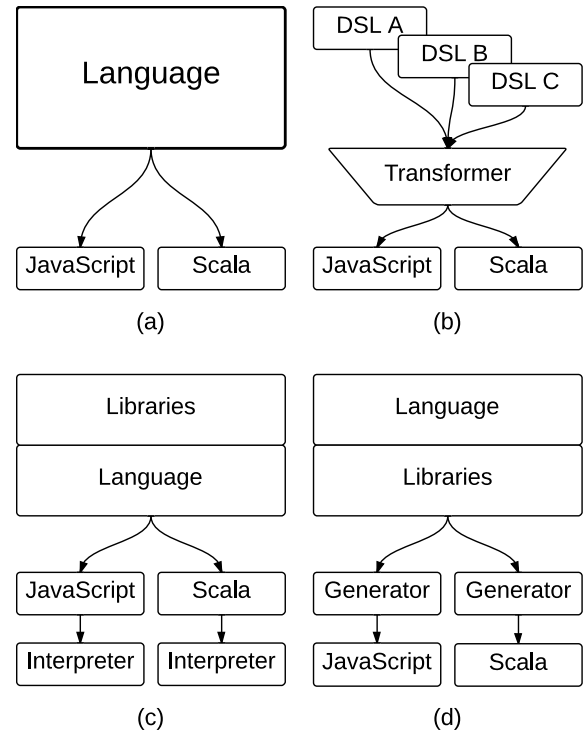 Language
JavaScript
Scala
(a)
DSL A
DSL B
DSL C
Transformer
JavaScript
Scala
(b)
Libraries
Language
JavaScript
Scala
Interpreter
Interpreter
(c)
Language
Libraries
Generator
Generator
JavaScript
Scala
(d)